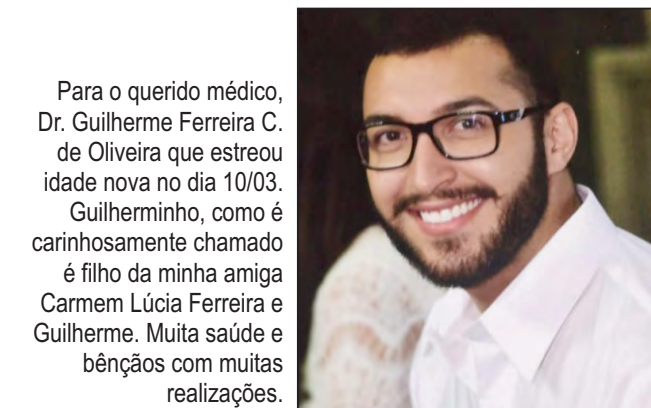 Para o querido médico,
Dr. Guilherme Ferreira C.
de Oliveira que estreou
idade nova no dia 10/03.
Guilherminho, como é
carinhosamente chamado
é filho da minha amiga
Carmem Lúcia Ferreira e
Guilherme. Muita saúde e
bênçãos com muitas
realizações.